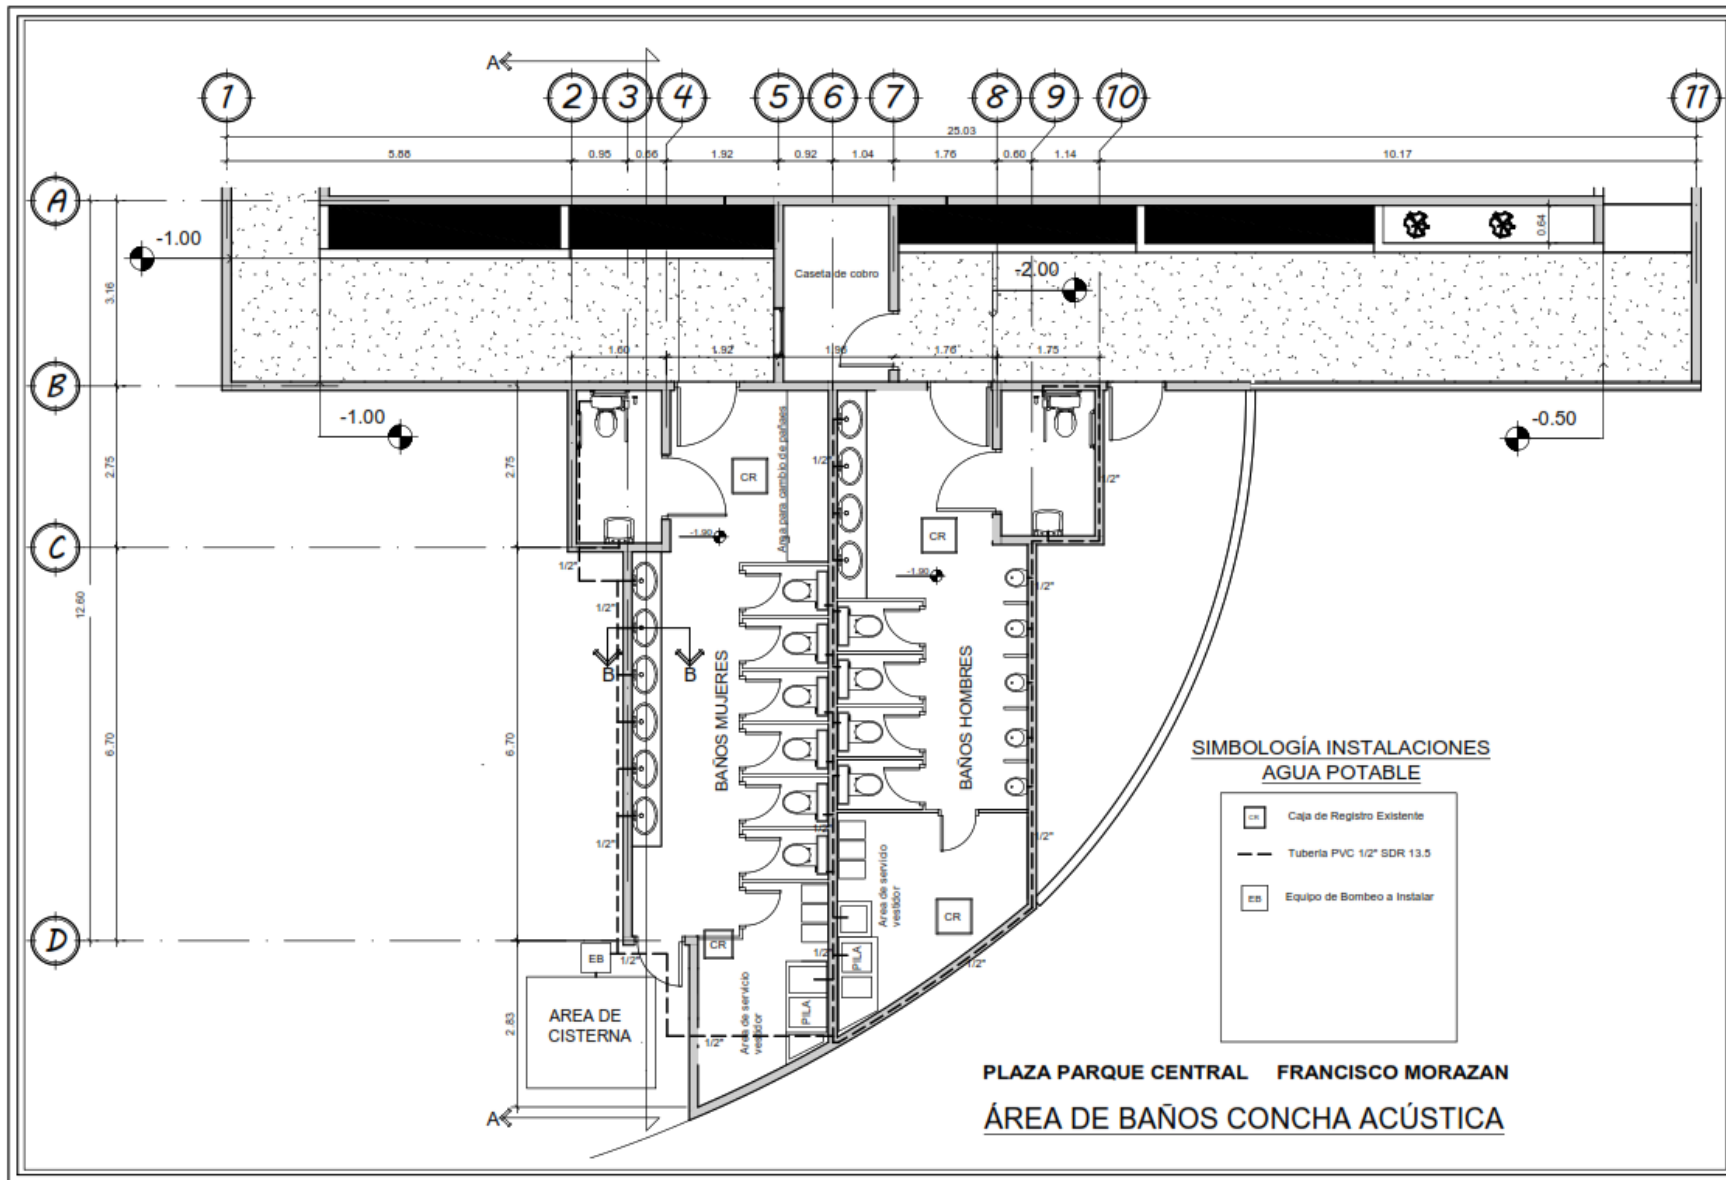 A
1 2 3 4 5 6 7 8 9 10 11
25.03
5.88 0.95 0.66 1.92 0.92 1.04 1.76 0.60 1.14 10.17
A
-1.00
0.64
Caseta de cobro
-2.00
3.16
1.60 1.92 1.96 1.76 1.75
B
-1.00
-0.50
2.75
2.75
Area para cambio de pañales
1/2"
1/2"
CR
CR
-1.90
-1.90
C
1/2"
1/2"
1/2"
12.60
B
B
BAÑOS MUJERES
BAÑOS HOMBRES
6.70
6.70
SIMBOLOGÍA INSTALACIONES
AGUA POTABLE
CR Caja de Registro Existente
Tubería PVC 1/2" SDR 13.5
EB Equipo de Bombeo a Instalar
1/2"
1/2"
1/2"
Area de servicio
vestidor
CR
CR
D
EB
1/2"
1/2"
PILA
1/2"
AREA DE
CISTERNA
2.83
Area de servicio
vestidor
PILA
1/2"
PLAZA PARQUE CENTRAL FRANCISCO MORAZAN
ÁREA DE BAÑOS CONCHA ACÚSTICA
A